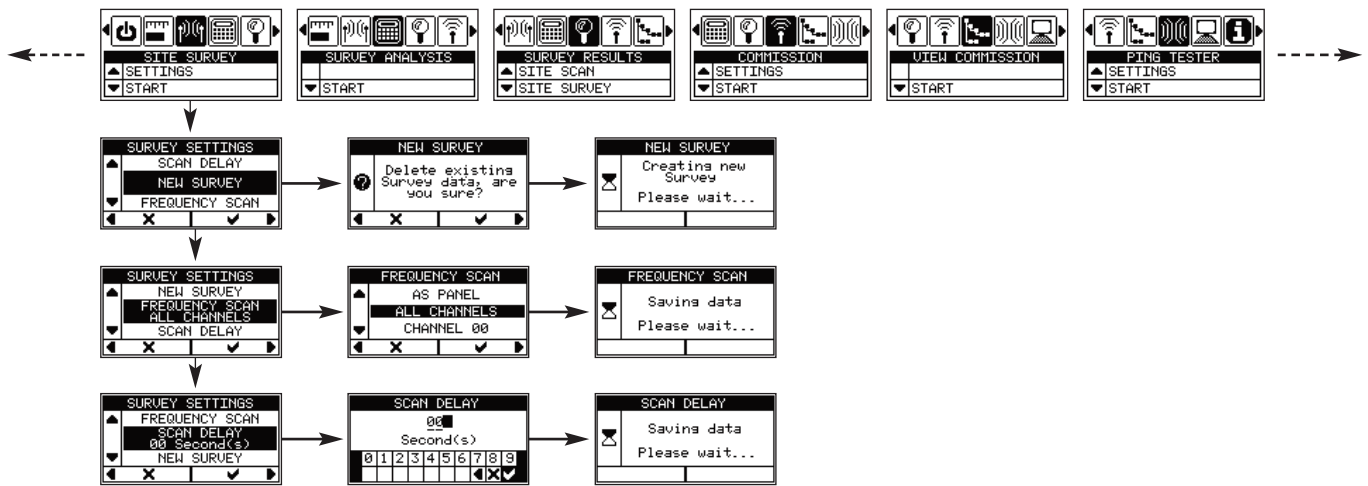 SITE SURVEY
SETTINGS
START
SURVEY ANALYSIS
START
SURVEY RESULTS
SITE SCAN
SITE SURVEY
COMMISSION
SETTINGS
START
VIEW COMMISSION
START
PING TESTER
SETTINGS
START
SURVEY SETTINGS
SCAN DELAY
NEW SURVEY
FREQUENCY SCAN
NEW SURVEY
Delete existing
Survey data, are
you sure?
NEW SURVEY
Creating new
Survey
Please wait...
SURVEY SETTINGS
NEW SURVEY
FREQUENCY SCAN
ALL CHANNELS
SCAN DELAY
FREQUENCY SCAN
AS PANEL
ALL CHANNELS
CHANNEL 00
FREQUENCY SCAN
Saving data
Please wait...
SURVEY SETTINGS
FREQUENCY SCAN
SCAN DELAY
00 Second(s)
NEW SURVEY
SCAN DELAY
00
Second(s)
0 1 2 3 4 5 6 7 8 9
SCAN DELAY
Saving data
Please wait...